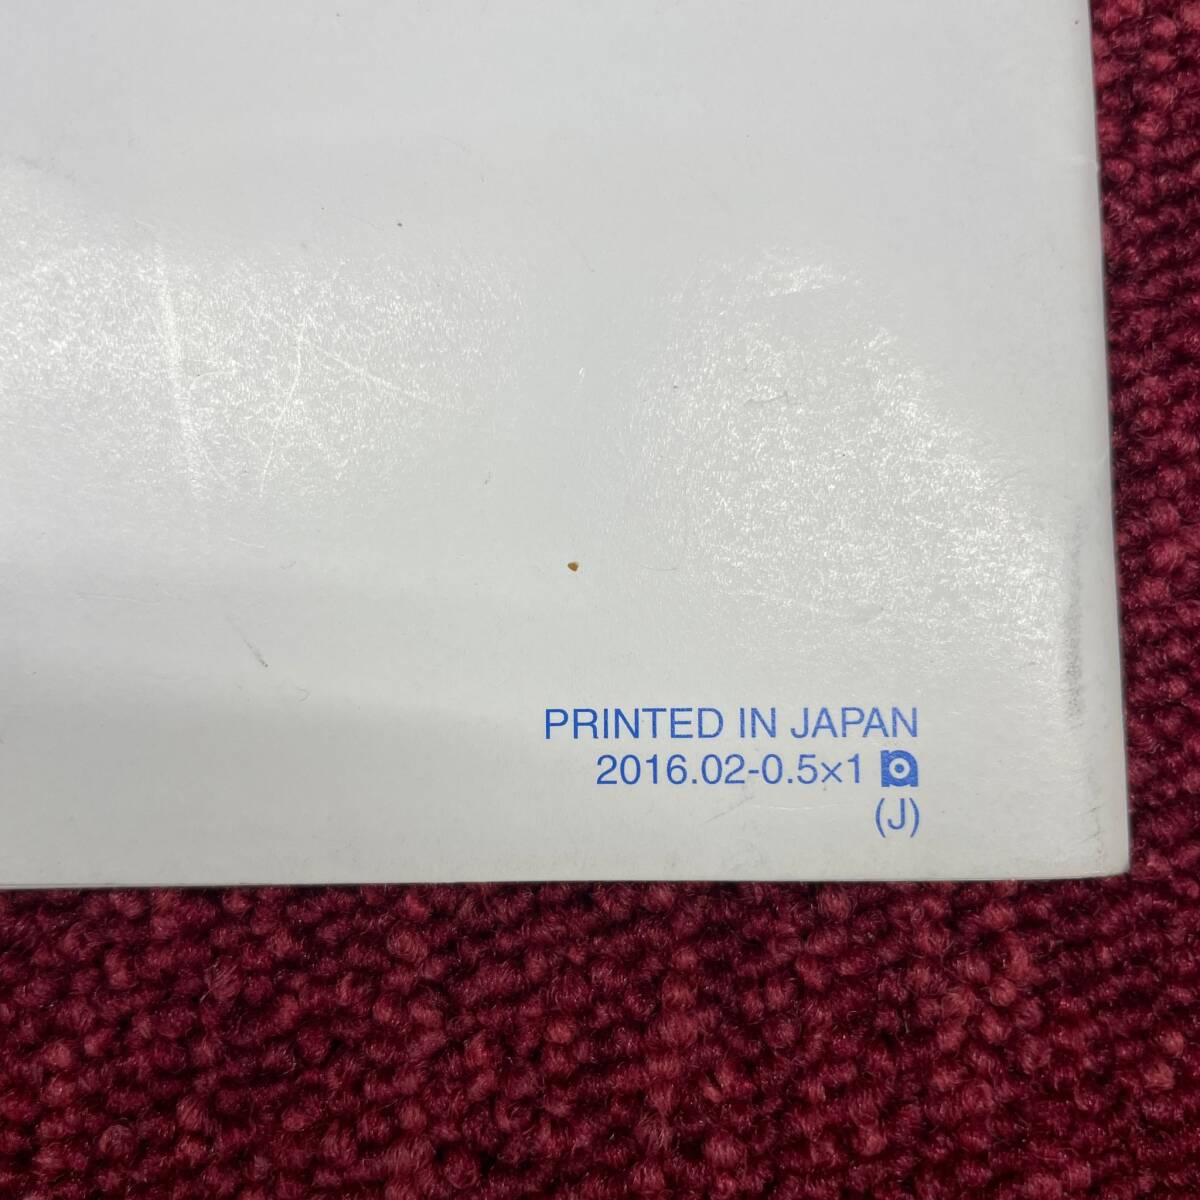 PRINTED IN JAPAN
2016.02-0.5×1
(J)